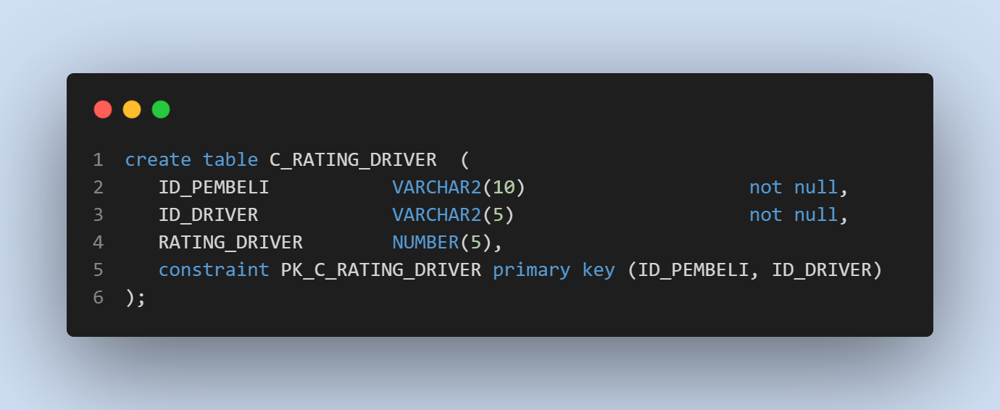 1 create table C_RATING_DRIVER  (
2    ID_PEMBELI           VARCHAR2(10)                    not null,
3    ID_DRIVER            VARCHAR2(5)                     not null,
4    RATING_DRIVER        NUMBER(5),
5    constraint PK_C_RATING_DRIVER primary key (ID_PEMBELI, ID_DRIVER)
6 );